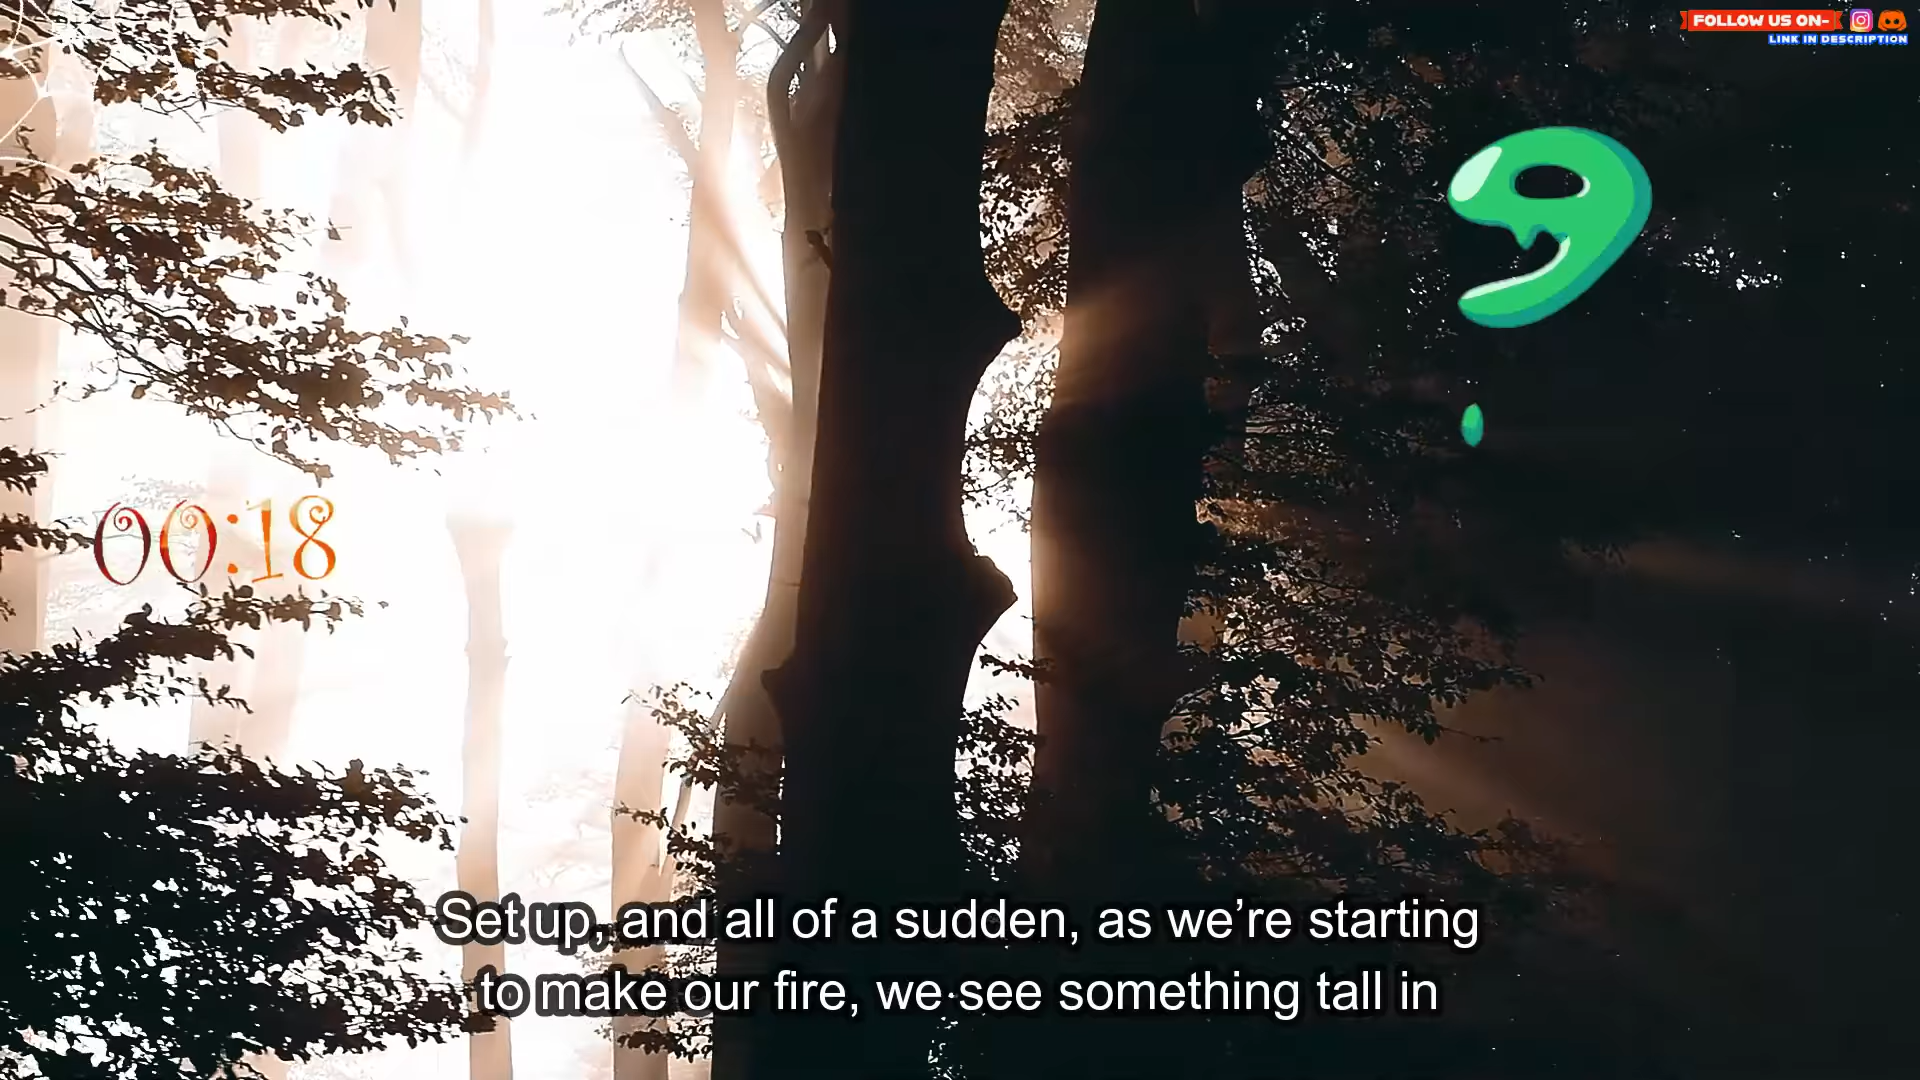 FOLLOW US ON-
LINK IN DESCRIPTION
9
00:18
Set up, and all of a sudden, as we’re starting
to make our fire, we see something tall in